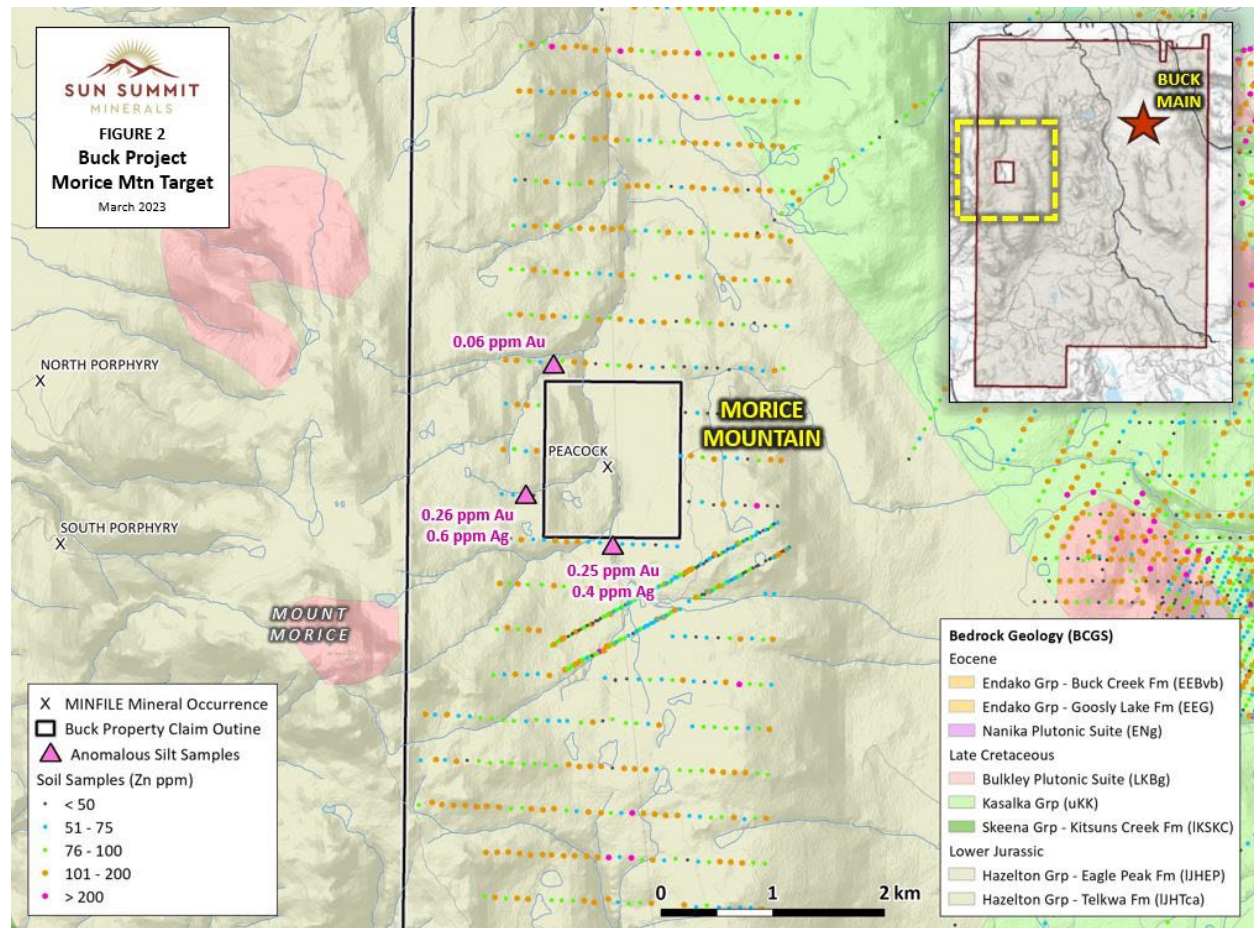 SUN SUMMIT
MINERALS
FIGURE 2
Buck Project
Morice Mtn Target
March 2023
BUCK
MAIN
0.06 ppm Au
NORTH PORPHYRY
X
MORICE
MOUNTAIN
PEACOCK
X
0.26 ppm Au
0.6 ppm Ag
SOUTH PORPHYRY
X
0.25 ppm Au
0.4 ppm Ag
MOUNT
MORICE
X MINFILE Mineral Occurrence
Buck Property Claim Outine
Anomalous Silt Samples
Soil Samples (Zn ppm)
< 50
51 - 75
76 - 100
101 - 200
> 200
0 1 2 km
Bedrock Geology (BCGS)
Eocene
Endako Grp - Buck Creek Fm (EEBvb)
Endako Grp - Goosly Lake Fm (EEG)
Nanika Plutonic Suite (ENg)
Late Cretaceous
Bulkley Plutonic Suite (LKBg)
Kasalka Grp (uKK)
Skeena Grp - Kitsuns Creek Fm (lKSKC)
Lower Jurassic
Hazelton Grp - Eagle Peak Fm (lJHEP)
Hazelton Grp - Telkwa Fm (lJHTca)